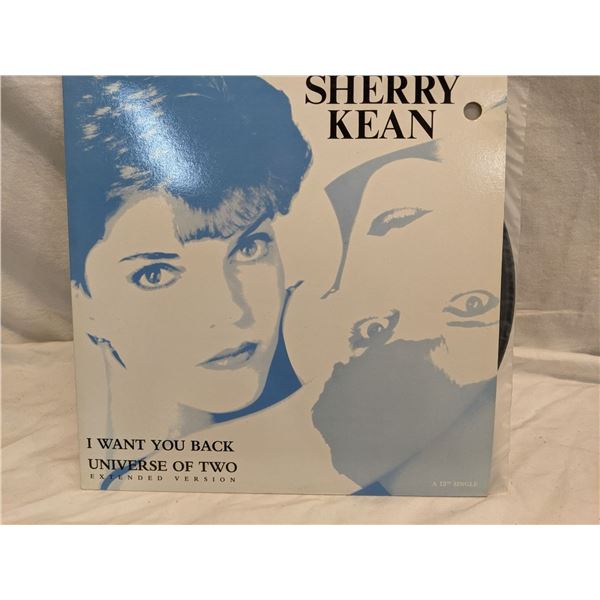 SHERRY
KEAN
I WANT YOU BACK
UNIVERSE OF TWO
EXTENDED VERSION
A 12" SINGLE